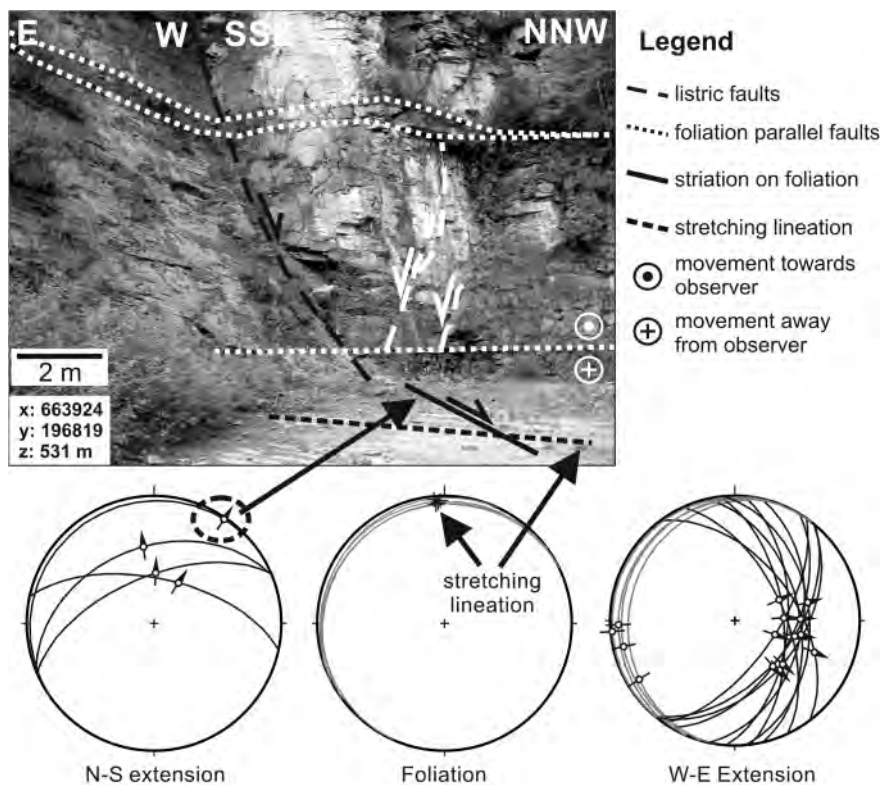 E W SS NNW
2 m
x: 663924
y: 196819
z: 531 m
Legend
listric faults
foliation parallel faults
striation on foliation
stretching lineation
movement towards
observer
movement away
from observer
stretching
lineation
N-S extension
Foliation
W-E Extension